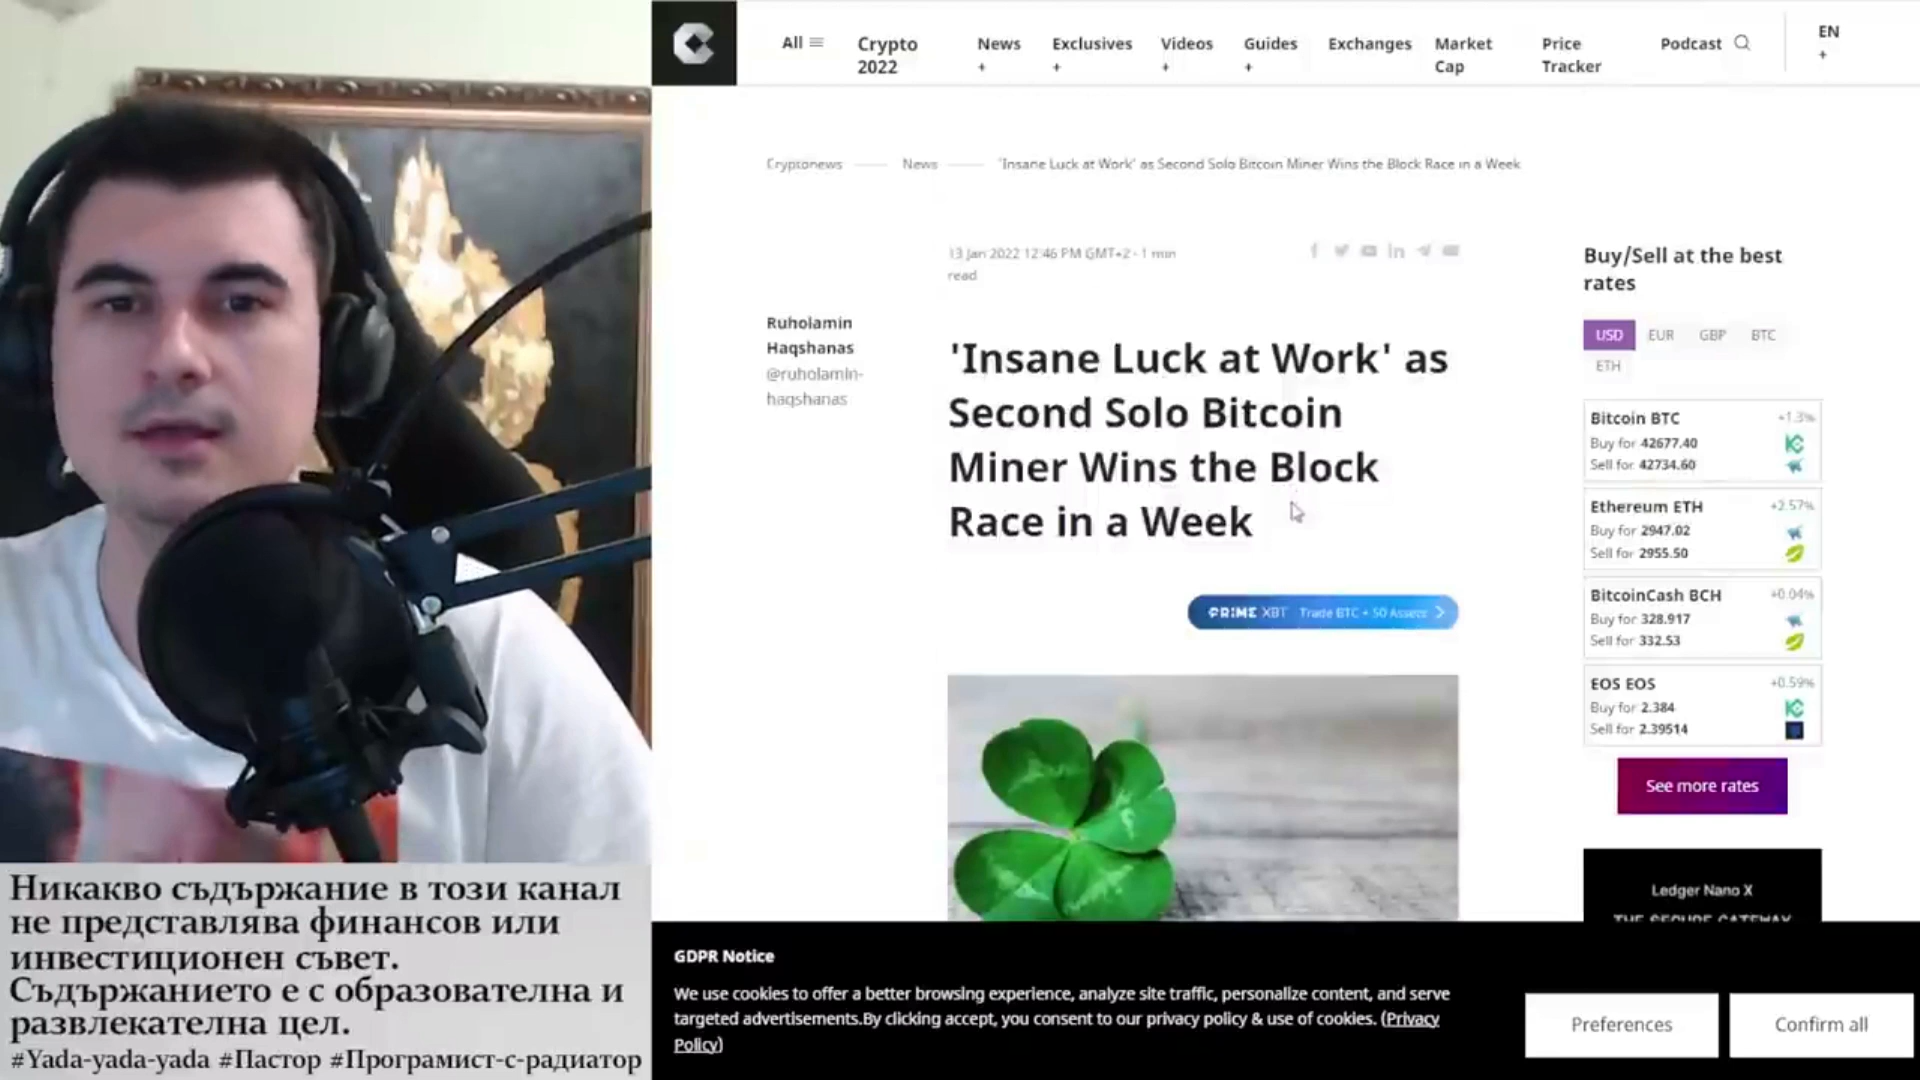 All
Crypto 2022
News +
Exclusives +
Videos +
Guides +
Exchanges
Market Cap
Price Tracker
Podcast
EN +
Cryptonews
News
'Insane Luck at Work' as Second Solo Bitcoin Miner Wins the Block Race in a Week
13 Jan 2022 12:46 PM GMT+2 · 1 min
read
Ruholamin
Haqshanas
@ruholamin-
haqshanas
'Insane Luck at Work' as
Second Solo Bitcoin
Miner Wins the Block
Race in a Week
PRIME XBT Trade BTC + 50 Assets
Buy/Sell at the best
rates
USD EUR GBP BTC
ETH
Bitcoin BTC +1.3%
Buy for 42677.40
Sell for 42734.60
Ethereum ETH +2.57%
Buy for 2947.02
Sell for 2955.50
BitcoinCash BCH +0.04%
Buy for 328.917
Sell for 332.53
EOS EOS +0.59%
Buy for 2.384
Sell for 2.39514
See more rates
Ledger Nano X
THE SECURE GATEWAY
GDPR Notice
We use cookies to offer a better browsing experience, analyze site traffic, personalize content, and serve
targeted advertisements.By clicking accept, you consent to our privacy policy & use of cookies. (Privacy
Policy)
Preferences
Confirm all
Никакво съдържание в този канал
не представлява финансов или
инвестиционен съвет.
Съдържанието е с образователна и
развлекателна цел.
#Yada-yada-yada #Пастор #Програмист-с-радиатор